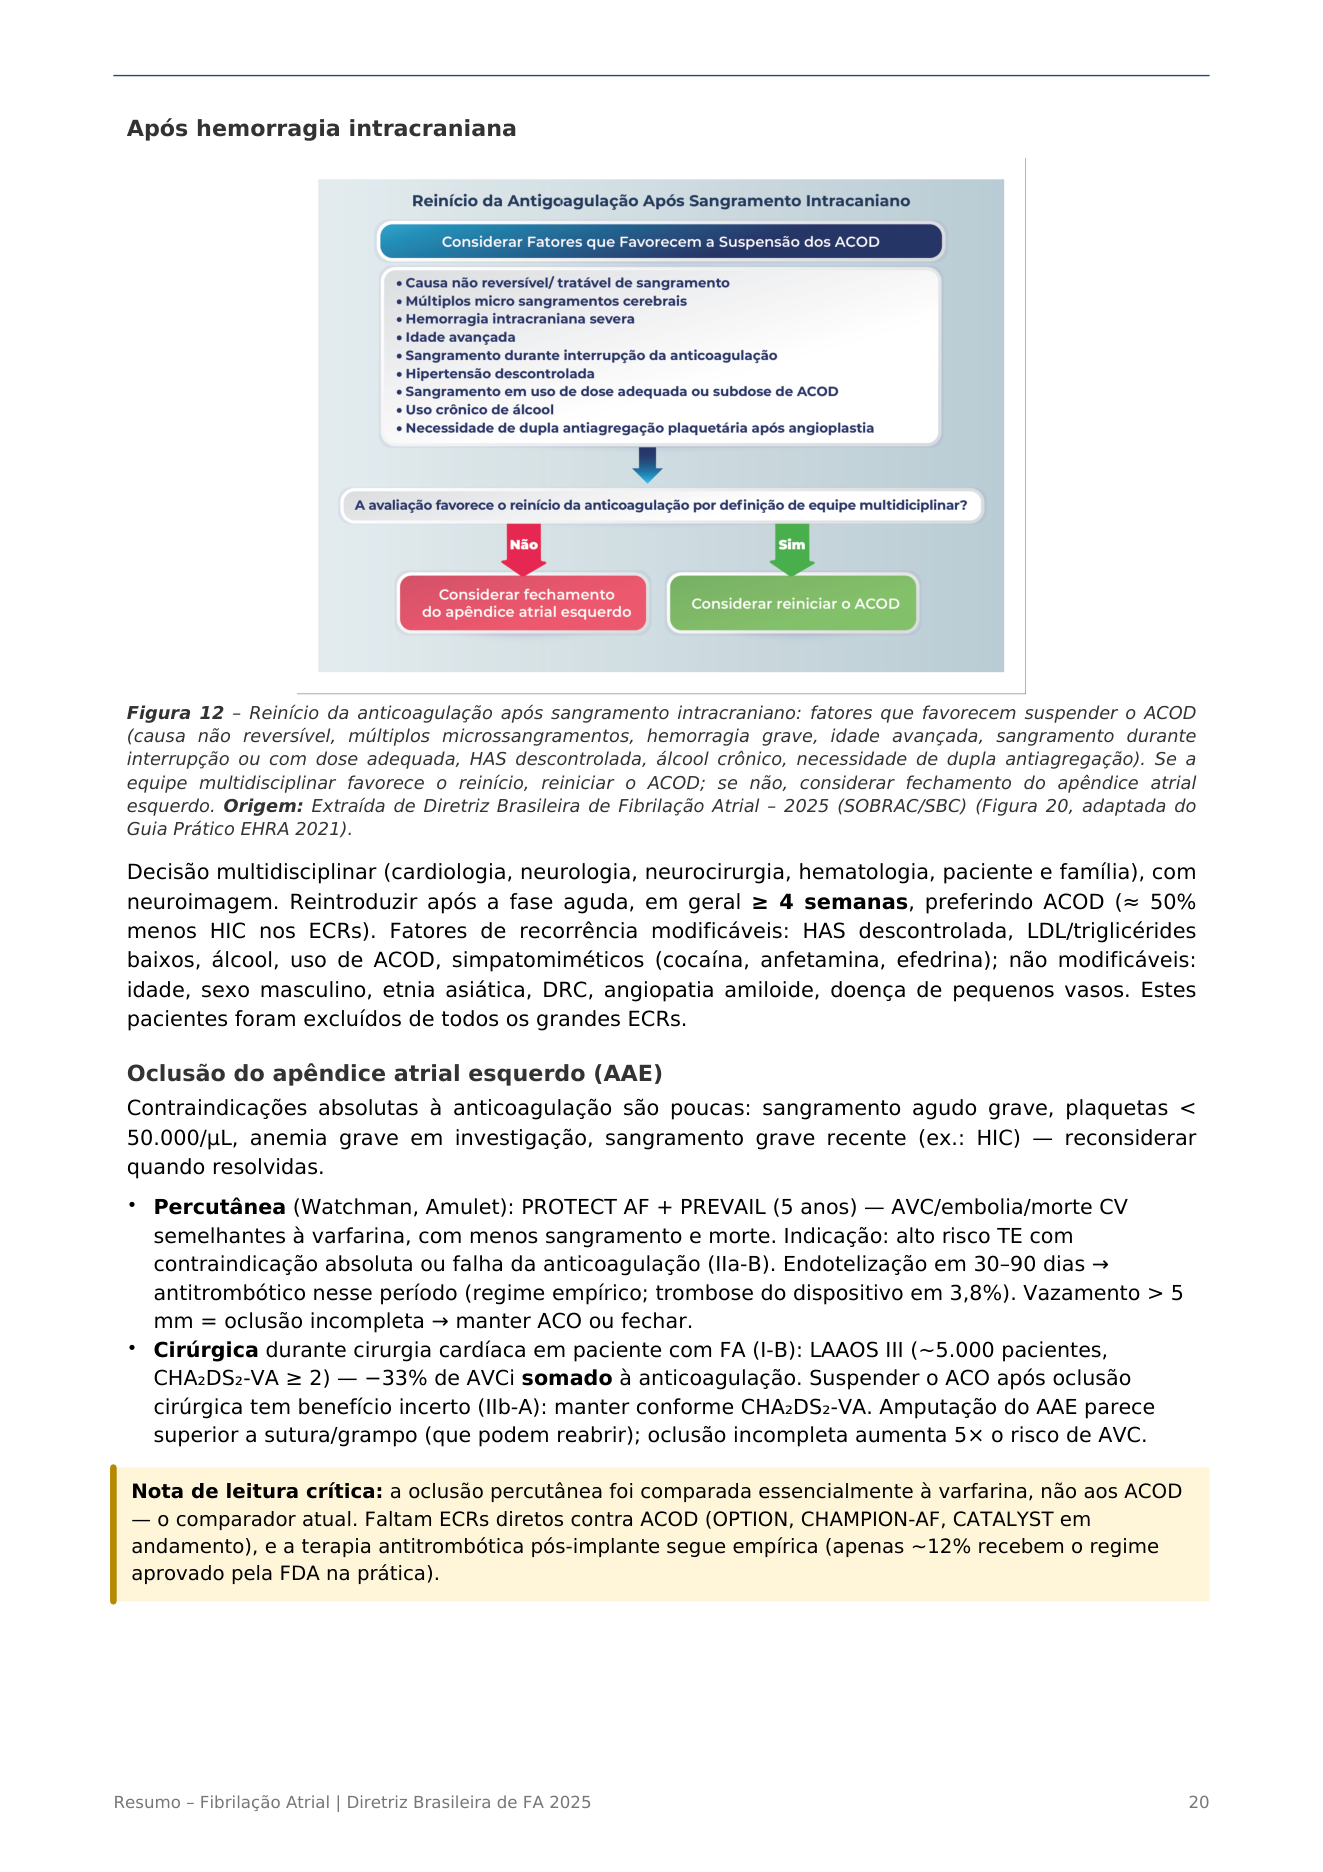 Após hemorragia intracraniana
Reinício da Antigoagulação Após Sangramento Intracaniano
Considerar Fatores que Favorecem a Suspensão dos ACOD
• Causa não reversível/ tratável de sangramento
• Múltiplos micro sangramentos cerebrais
• Hemorragia intracraniana severa
• Idade avançada
• Sangramento durante interrupção da anticoagulação
• Hipertensão descontrolada
• Sangramento em uso de dose adequada ou subdose de ACOD
• Uso crônico de álcool
• Necessidade de dupla antiagregação plaquetária após angioplastia
A avaliação favorece o reinício da anticoagulação por definição de equipe multidiciplinar?
Não
Sim
Considerar fechamento
do apêndice atrial esquerdo
Considerar reiniciar o ACOD
Figura 12 – Reinício da anticoagulação após sangramento intracraniano: fatores que favorecem suspender o ACOD
(causa não reversível, múltiplos microssangramentos, hemorragia grave, idade avançada, sangramento durante
interrupção ou com dose adequada, HAS descontrolada, álcool crônico, necessidade de dupla antiagregação). Se a
equipe multidisciplinar favorece o reinício, reiniciar o ACOD; se não, considerar fechamento do apêndice atrial
esquerdo. Origem: Extraída de Diretriz Brasileira de Fibrilação Atrial – 2025 (SOBRAC/SBC) (Figura 20, adaptada do
Guia Prático EHRA 2021).
Decisão multidisciplinar (cardiologia, neurologia, neurocirurgia, hematologia, paciente e família), com
neuroimagem. Reintroduzir após a fase aguda, em geral ≥ 4 semanas, preferindo ACOD (≈ 50%
menos HIC nos ECRs). Fatores de recorrência modificáveis: HAS descontrolada, LDL/triglicérides
baixos, álcool, uso de ACOD, simpatomiméticos (cocaína, anfetamina, efedrina); não modificáveis:
idade, sexo masculino, etnia asiática, DRC, angiopatia amiloide, doença de pequenos vasos. Estes
pacientes foram excluídos de todos os grandes ECRs.
Oclusão do apêndice atrial esquerdo (AAE)
Contraindicações absolutas à anticoagulação são poucas: sangramento agudo grave, plaquetas <
50.000/µL, anemia grave em investigação, sangramento grave recente (ex.: HIC) — reconsiderar
quando resolvidas.
• Percutânea (Watchman, Amulet): PROTECT AF + PREVAIL (5 anos) — AVC/embolia/morte CV
semelhantes à varfarina, com menos sangramento e morte. Indicação: alto risco TE com
contraindicação absoluta ou falha da anticoagulação (IIa-B). Endotelização em 30–90 dias →
antitrombótico nesse período (regime empírico; trombose do dispositivo em 3,8%). Vazamento > 5
mm = oclusão incompleta → manter ACO ou fechar.
• Cirúrgica durante cirurgia cardíaca em paciente com FA (I-B): LAAOS III (~5.000 pacientes,
CHA₂DS₂-VA ≥ 2) — −33% de AVCi somado à anticoagulação. Suspender o ACO após oclusão
cirúrgica tem benefício incerto (IIb-A): manter conforme CHA₂DS₂-VA. Amputação do AAE parece
superior a sutura/grampo (que podem reabrir); oclusão incompleta aumenta 5× o risco de AVC.
Nota de leitura crítica: a oclusão percutânea foi comparada essencialmente à varfarina, não aos ACOD
— o comparador atual. Faltam ECRs diretos contra ACOD (OPTION, CHAMPION-AF, CATALYST em
andamento), e a terapia antitrombótica pós-implante segue empírica (apenas ~12% recebem o regime
aprovado pela FDA na prática).
Resumo – Fibrilação Atrial | Diretriz Brasileira de FA 2025
20